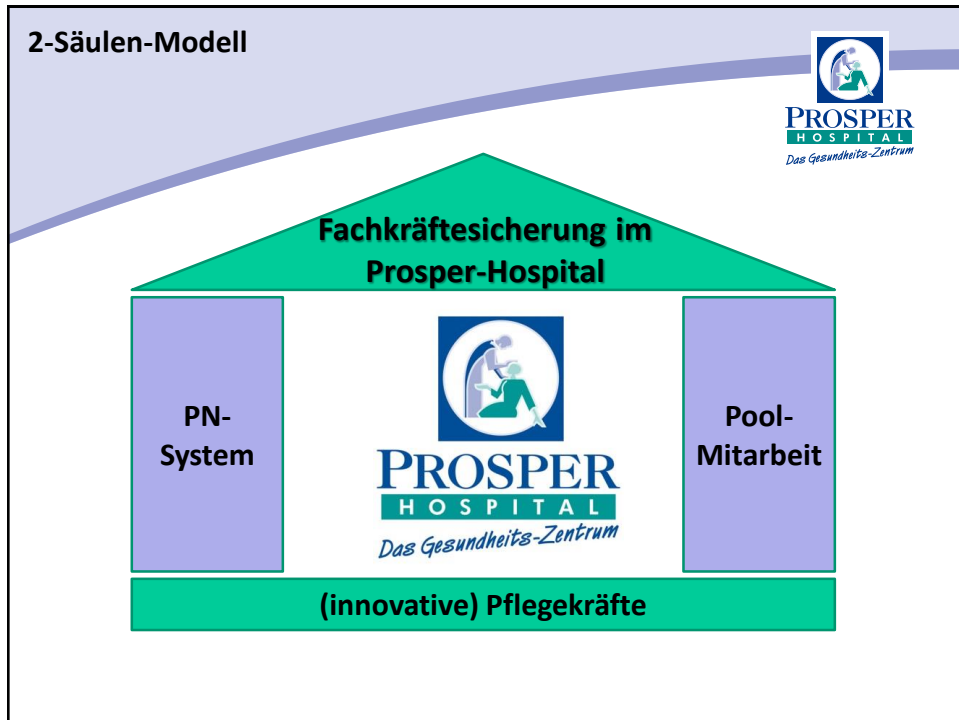 2-Säulen-Modell
PROSPER
HOSPITAL
Das Gesundheits-Zentrum
Fachkräftesicherung im
Prosper-Hospital
PN-
System
PROSPER
HOSPITAL
Das Gesundheits-Zentrum
Pool-
Mitarbeit
(innovative) Pflegekräfte